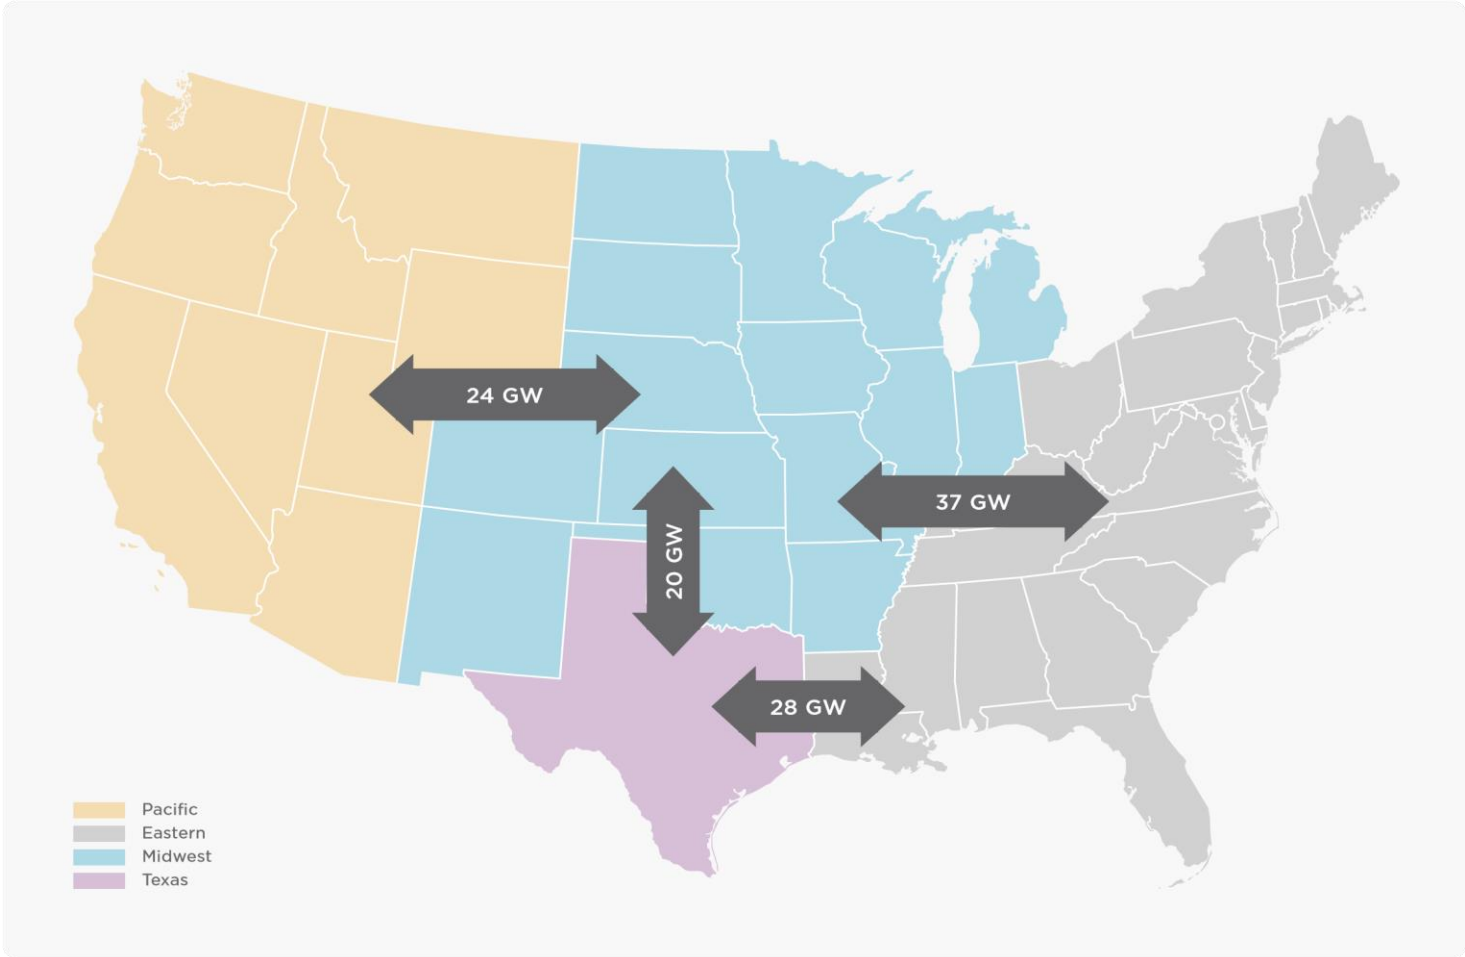 24 GW
37 GW
20 GW
28 GW
Pacific
Eastern
Midwest
Texas